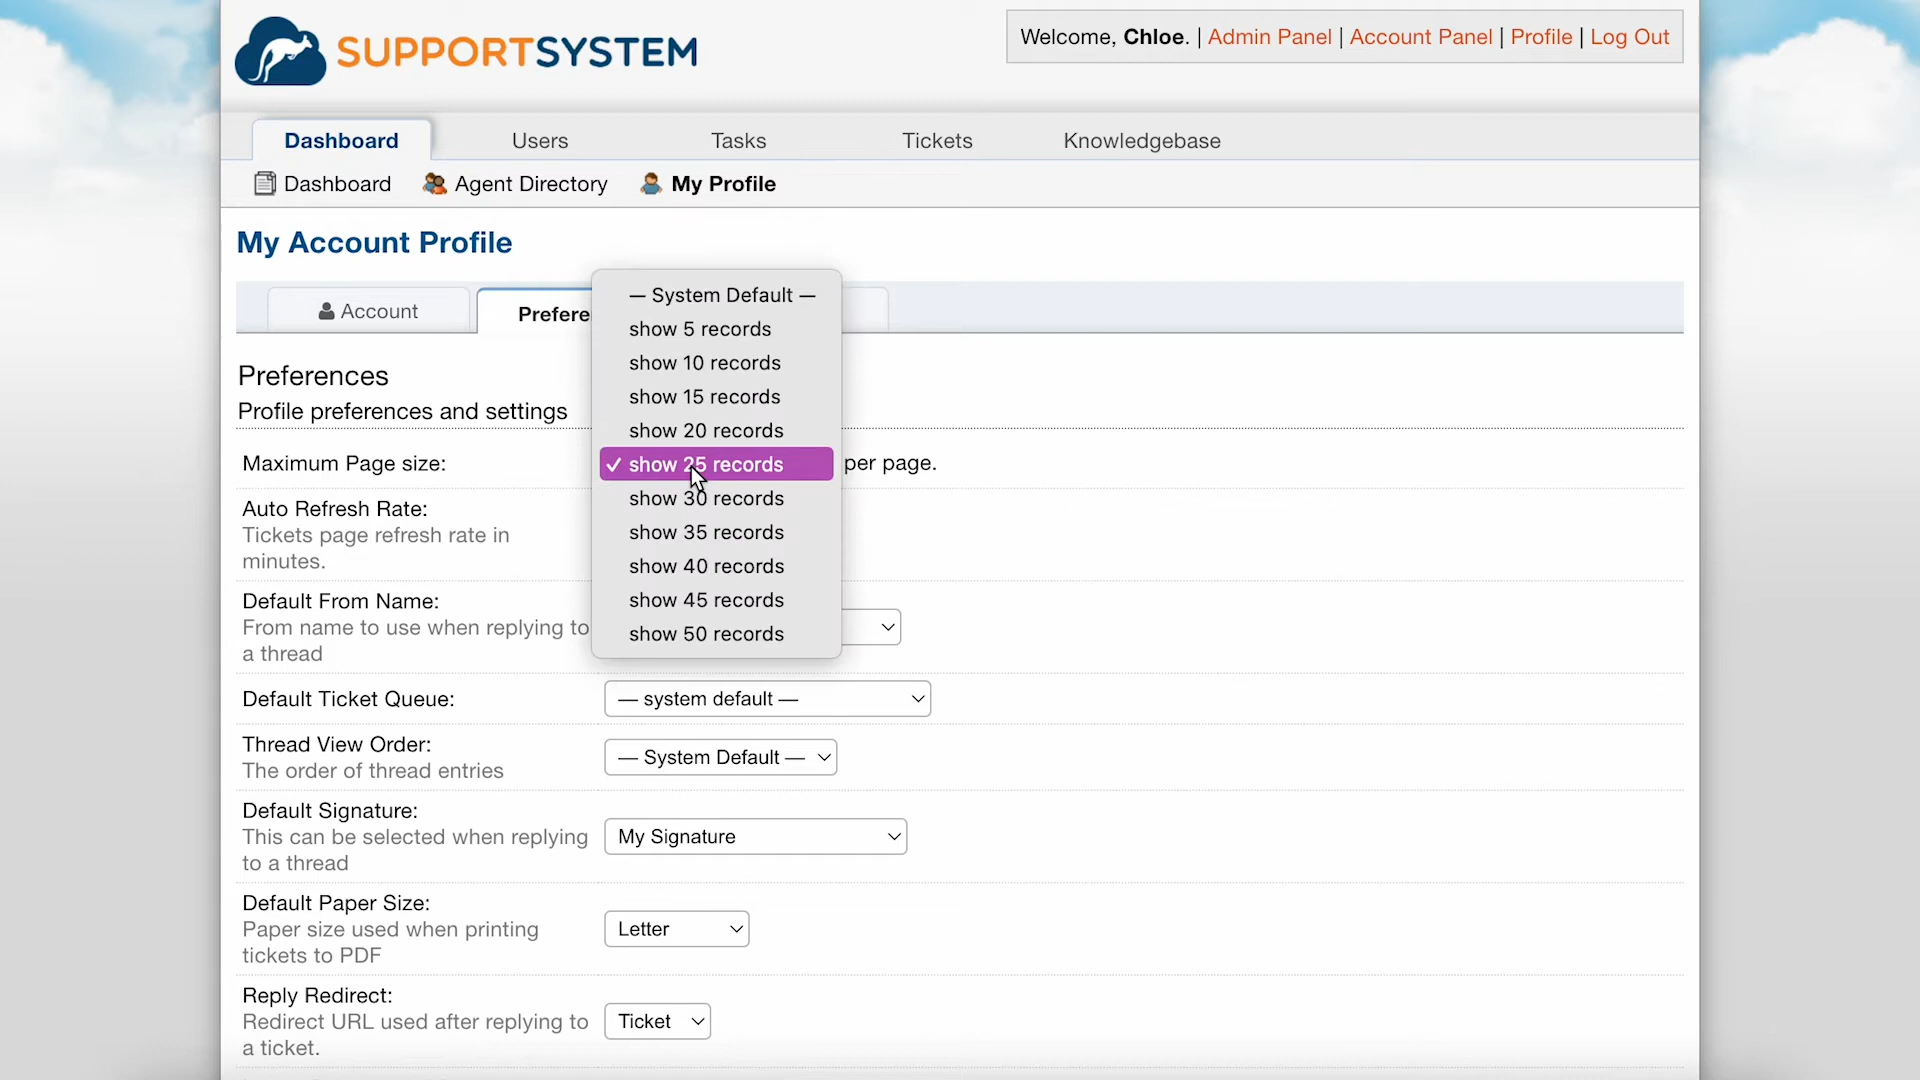 SUPPORTSYSTEM
Welcome, Chloe. | Admin Panel | Account Panel | Profile | Log Out
Dashboard Users Tasks Tickets Knowledgebase
Dashboard Agent Directory My Profile
My Account Profile
Account Prefere
Preferences
Profile preferences and settings
— System Default —
show 5 records
show 10 records
show 15 records
show 20 records
Maximum Page size: ✓ show 25 records per page.
show 30 records
show 35 records
show 40 records
show 45 records
show 50 records
Auto Refresh Rate:
Tickets page refresh rate in
minutes.
Default From Name:
From name to use when replying to
a thread
Default Ticket Queue: — system default —
Thread View Order:
The order of thread entries
— System Default —
Default Signature:
This can be selected when replying
to a thread
My Signature
Default Paper Size:
Paper size used when printing
tickets to PDF
Letter
Reply Redirect:
Redirect URL used after replying to
a ticket.
Ticket